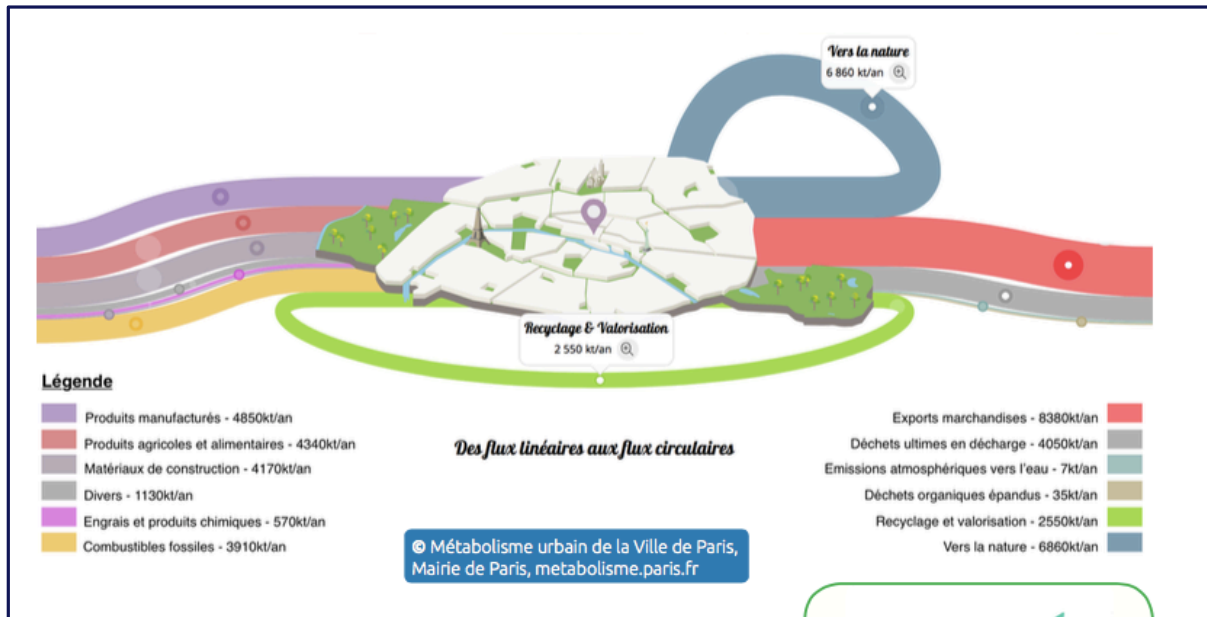 Vers la nature
6 860 kt/an
Recyclage & Valorisation
2 550 kt/an
Légende
Produits manufacturés - 4850kt/an
Produits agricoles et alimentaires - 4340kt/an
Matériaux de construction - 4170kt/an
Divers - 1130kt/an
Engrais et produits chimiques - 570kt/an
Combustibles fossiles - 3910kt/an
Des flux linéaires aux flux circulaires
© Métabolisme urbain de la Ville de Paris,
Mairie de Paris, metabolisme.paris.fr
Exports marchandises - 8380kt/an
Déchets ultimes en décharge - 4050kt/an
Emissions atmosphériques vers l'eau - 7kt/an
Déchets organiques épandus - 35kt/an
Recyclage et valorisation - 2550kt/an
Vers la nature - 6860kt/an